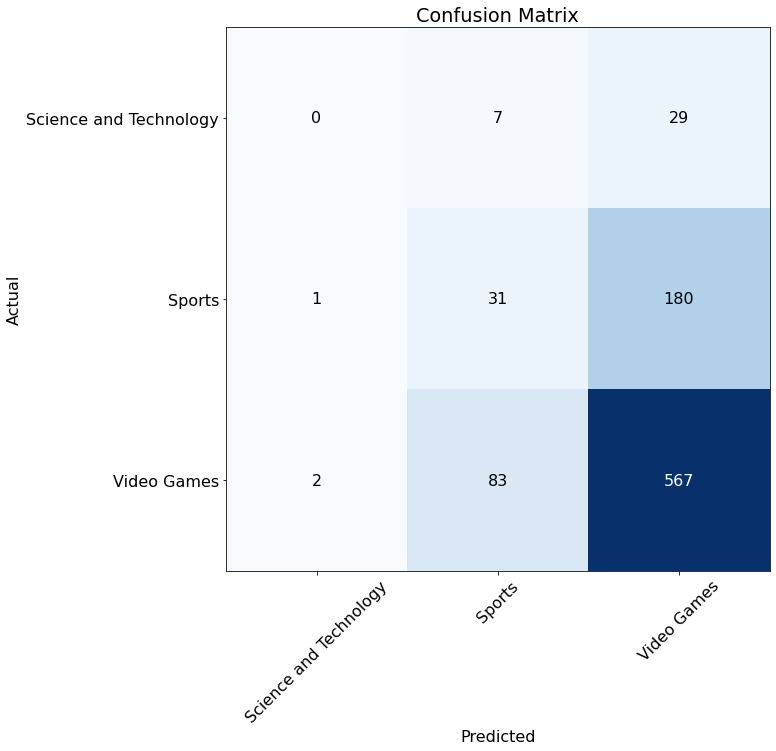 Confusion Matrix
Science and Technology 0 7 29
Actual
Sports 1 31 180
Video Games 2 83 567
Science and Technology Sports Video Games
Predicted